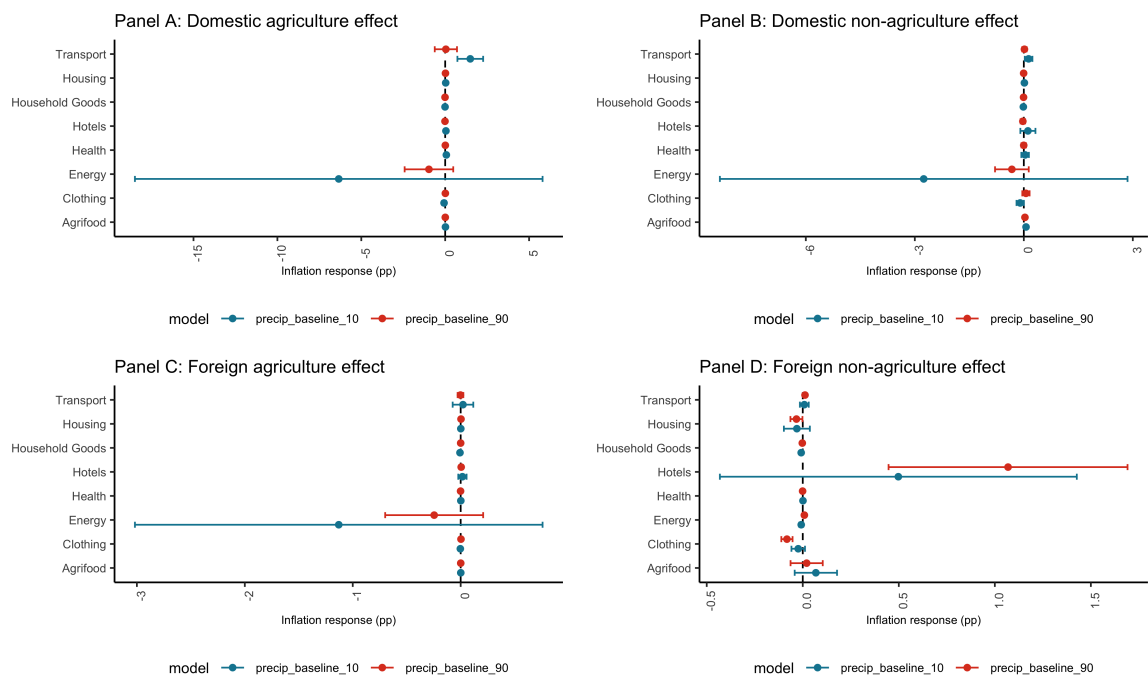 Panel A: Domestic agriculture effect
Transport
Housing
Household Goods
Hotels
Health
Energy
Clothing
Agrifood
-15
-10
-5
0
5
Inflation response (pp)
model precip_baseline_10 precip_baseline_90
Panel B: Domestic non-agriculture effect
Transport
Housing
Household Goods
Hotels
Health
Energy
Clothing
Agrifood
-6
-3
0
3
Inflation response (pp)
model precip_baseline_10 precip_baseline_90
Panel C: Foreign agriculture effect
Transport
Housing
Household Goods
Hotels
Health
Energy
Clothing
Agrifood
-3
-2
-1
0
Inflation response (pp)
model precip_baseline_10 precip_baseline_90
Panel D: Foreign non-agriculture effect
Transport
Housing
Household Goods
Hotels
Health
Energy
Clothing
Agrifood
-0.5
0.0
0.5
1.0
1.5
Inflation response (pp)
model precip_baseline_10 precip_baseline_90